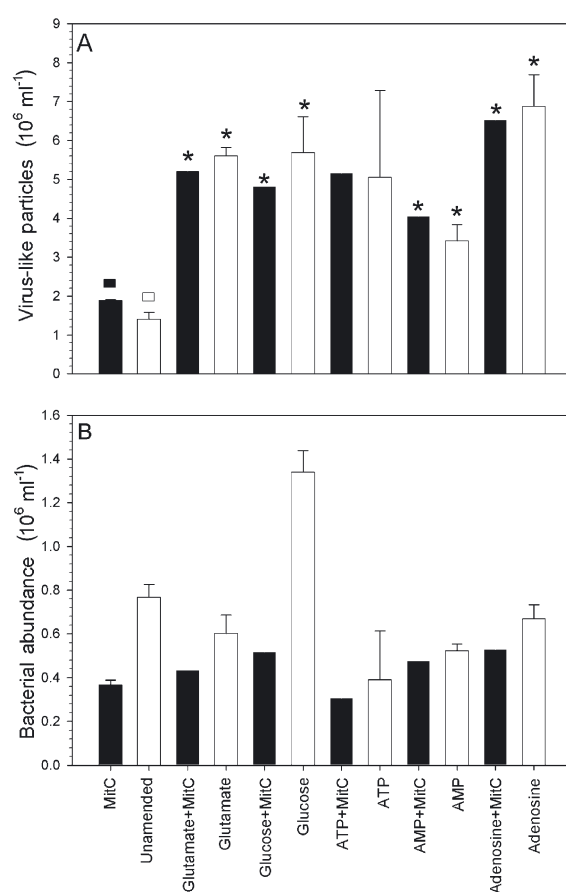 A
Virus-like particles (10⁶ ml⁻¹)
9
8
7
6
5
4
3
2
1
0
* * * * * * * *
B
Bacterial abundance (10⁶ ml⁻¹)
1.6
1.4
1.2
1.0
0.8
0.6
0.4
0.2
0.0
MitC
Unamended
Glutamate+MitC
Glutamate
Glucose+MitC
Glucose
ATP+MitC
ATP
AMP+MitC
AMP
Adenosine+MitC
Adenosine